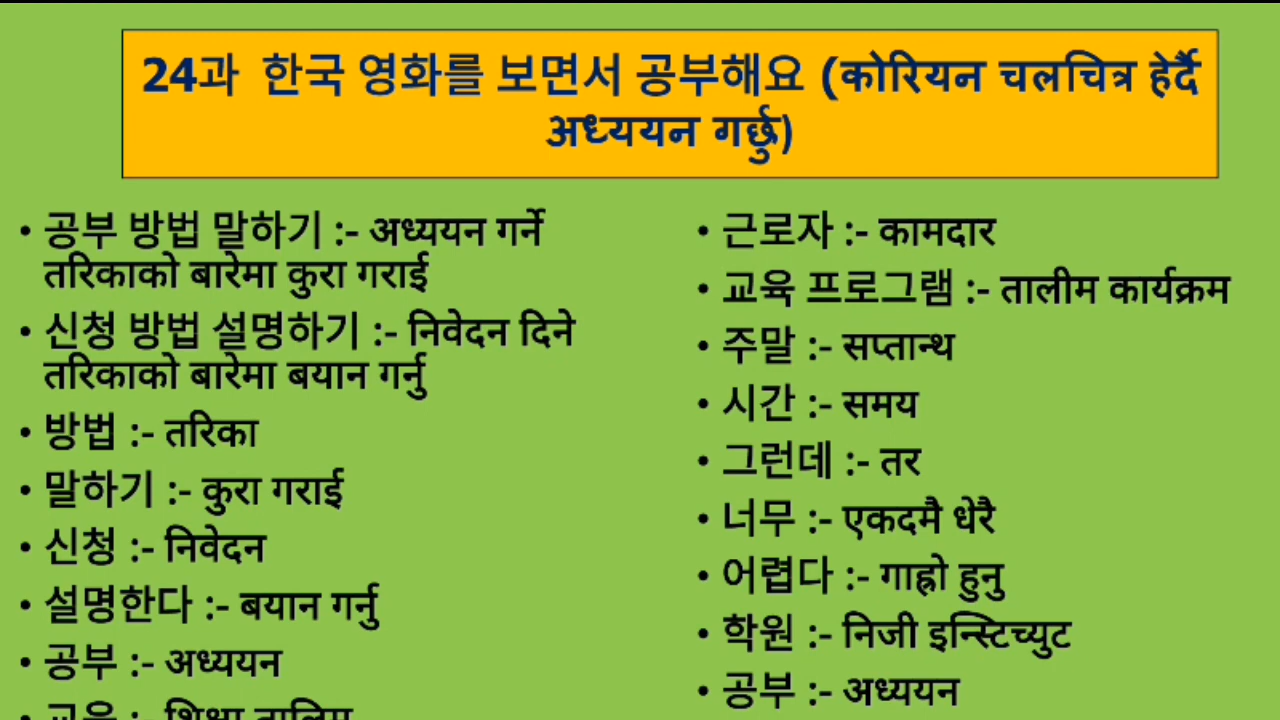 24과 한국 영화를 보면서 공부해요 (कोरियन चलचित्र हेर्दै
अध्ययन गर्छु)
• 공부 방법 말하기 :- अध्ययन गर्ने
तरिकाको बारेमा कुरा गराई
• 신청 방법 설명하기 :- निवेदन दिने
तरिकाको बारेमा बयान गर्नु
• 방법 :- तरिका
• 말하기 :- कुरा गराई
• 신청 :- निवेदन
• 설명한다 :- बयान गर्नु
• 공부 :- अध्ययन
• 교육 :- शिक्षा तालिम
• 근로자 :- कामदार
• 교육 프로그램 :- तालीम कार्यक्रम
• 주말 :- सप्तान्थ
• 시간 :- समय
• 그런데 :- तर
• 너무 :- एकदमै धेरै
• 어렵다 :- गाह्रो हुनु
• 학원 :- निजी इन्स्टिच्युट
• 공부 :- अध्ययन